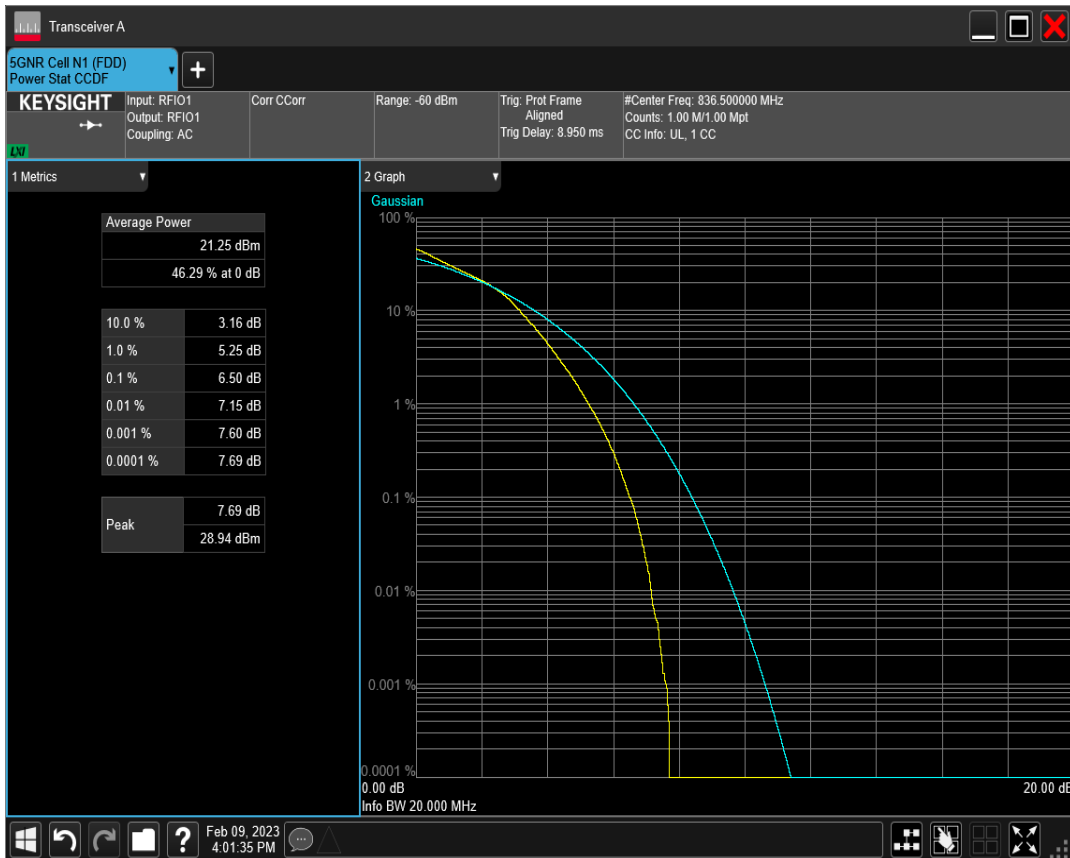 Transceiver A
5GNR Cell N1 (FDD)
Power Stat CCDF
KEYSIGHT
LXI
Input: RFIO1
Output: RFIO1
Coupling: AC
Corr CCorr
Range: -60 dBm
Trig: Prot Frame
Aligned
Trig Delay: 8.950 ms
#Center Freq: 836.500000 MHz
Counts: 1.00 M/1.00 Mpt
CC Info: UL, 1 CC
1 Metrics
Average Power
21.25 dBm
46.29 % at 0 dB
10.0 % 3.16 dB
1.0 % 5.25 dB
0.1 % 6.50 dB
0.01 % 7.15 dB
0.001 % 7.60 dB
0.0001 % 7.69 dB
Peak 7.69 dB
28.94 dBm
2 Graph
Gaussian
100 %
10 %
1 %
0.1 %
0.01 %
0.001 %
0.0001 %
0.00 dB 20.00 dB
Info BW 20.000 MHz
Feb 09, 2023
4:01:35 PM